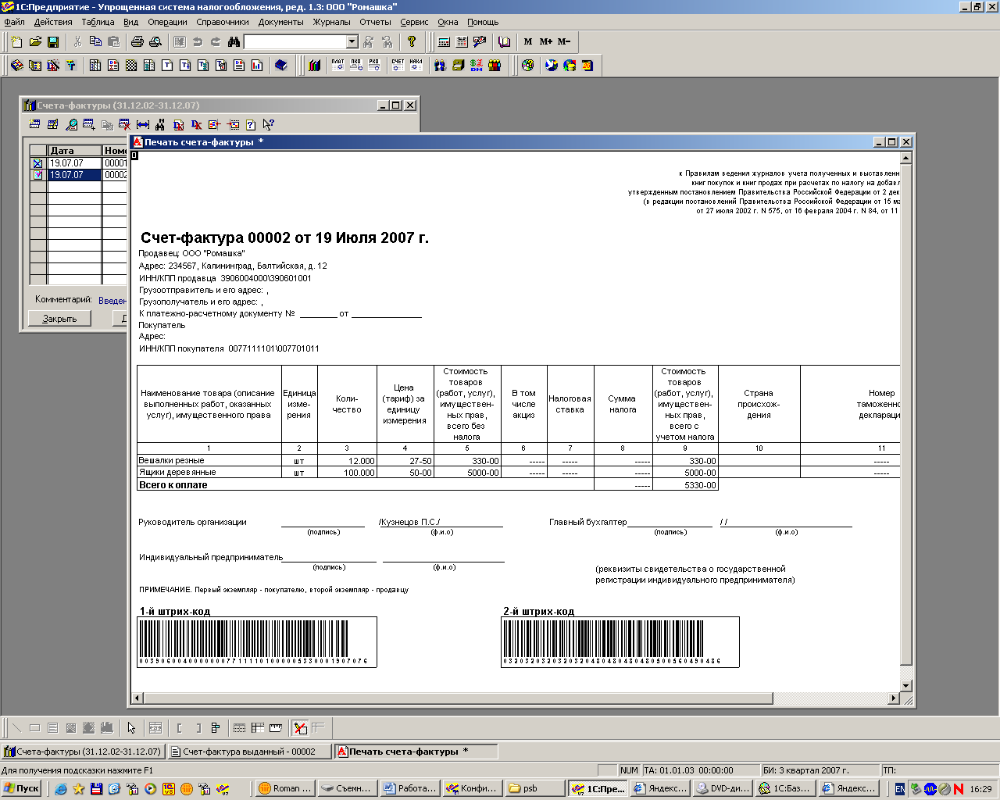 1С:Предприятие - Упрощенная система налогообложения, ред. 1.3: ООО "Ромашка"
Файл Действия Таблица Вид Операции Справочники Документы Журналы Отчеты Сервис Окна Помощь
M M+ M-
Счета-фактуры (31.12.02-31.12.07)
Дата
19.07.07
19.07.07 00002
Комментарий:
Закрыть
Печать счета-фактуры *
к Правилам ведения журналов учета полученных и выставленн
книг покупок и книг продаж при расчетах по налогу на добавл
утвержденным постановлением Правительства Российской Федерации от 2 дек
(в редакции постановлений Правительства Российской Федерации от 15 ма
от 27 июля 2002 г. N 575, от 16 февраля 2004 г. N 84, от 11
Счет-фактура 00002 от 19 Июля 2007 г.
Продавец: ООО "Ромашка"
Адрес: 234567, Калининград, Балтийская, д. 12
ИНН/КПП продавца 3906004000\390601001
Грузоотправитель и его адрес: ,
Грузополучатель и его адрес: ,
К платежно-расчетному документу № ________ от _______________
Покупатель
Адрес:
ИНН/КПП покупателя 0077111101\007701011
Наименование товара (описание выполненных работ, оказанных услуг), имущественного права
Единица изме-рения
Коли-чество
Цена (тариф) за единицу измерения
Стоимость товаров (работ, услуг), имуществен-ных прав, всего без налога
В том числе акциз
Налоговая ставка
Сумма налога
Стоимость товаров (работ, услуг), имуществен-ных прав, всего с учетом налога
Страна происхож-дения
Номер таможенно декларац
1 2 3 4 5 6 7 8 9 10 11
Вешалки резные шт 12.000 27-50 330-00 ----- ----- ----- 330-00 -----
Ящики деревянные шт 100.000 50-00 5000-00 ----- ----- ----- 5000-00 -----
Всего к оплате ----- 5330-00
Руководитель организации /Кузнецов П.С./ Главный бухгалтер / /
(подпись) (ф.и.о) (подпись) (ф.и.о)
Индивидуальный предприниматель
(подпись) (ф.и.о)
(реквизиты свидетельства о государственной
регистрации индивидуального предпринимателя)
ПРИМЕЧАНИЕ. Первый экземпляр - покупателю, второй экземпляр - продавцу
1-й штрих-код 2-й штрих-код
Счета-фактуры (31.12.02-31.12.07) Счет-фактура выданный - 00002 Печать счета-фактуры *
Для получения подсказки нажмите F1 NUM ТА: 01.01.03 00:00:00 БИ: 3 квартал 2007 г. ТП:
Пуск Roman ... Съемн... Работа... Конфи... psb 1С:Пре... Яндекс... DVD-ди... 1С:Баз... Яндекс... EN 16:29